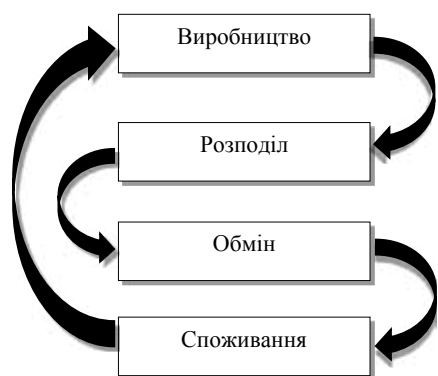 Виробництво
Розподіл
Обмін
Споживання